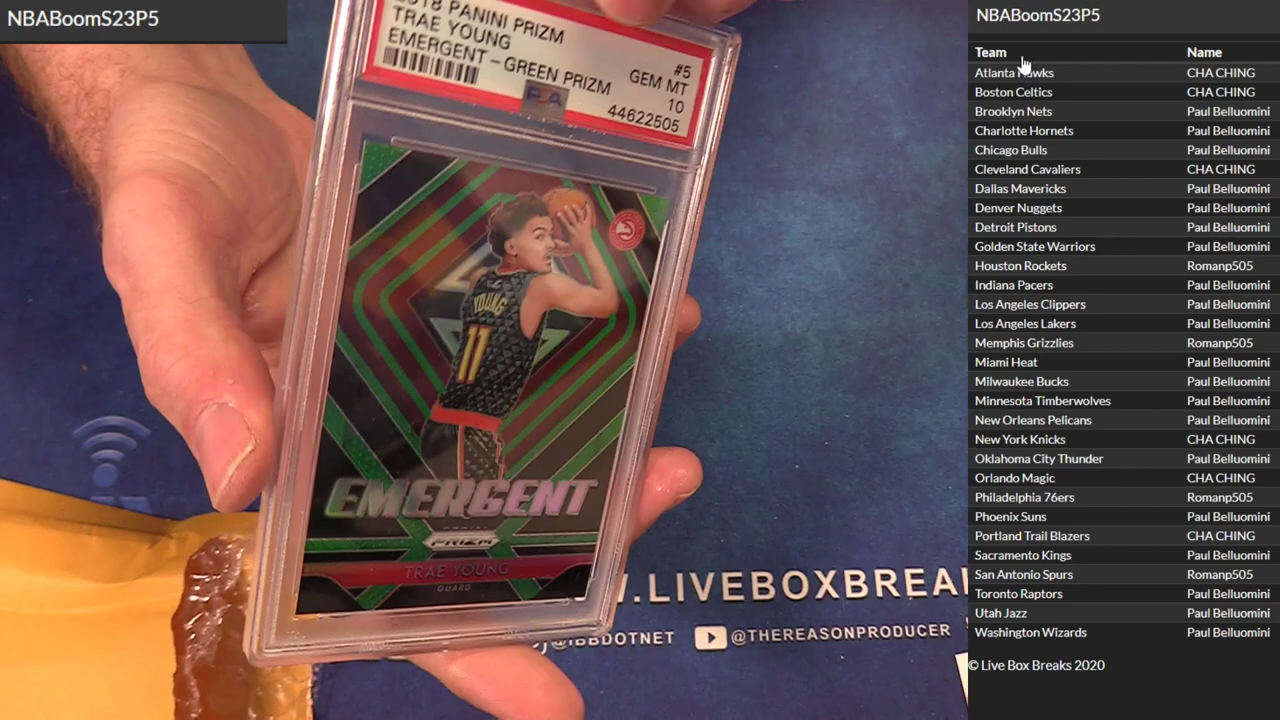 NBABoomS23P5
2018 PANINI PRIZM
TRAE YOUNG
EMERGENT - GREEN PRIZM
#5
GEM MT
10
44622505
PSA
YOUNG
11
EMERGENT
PANINI
PRIZM
TRAE YOUNG
GUARD
.LIVEBOXBREA
DOTNET
@THEREASONPRODUCER
NBABoomS23P5
Team Name
Atlanta Hawks CHA CHING
Boston Celtics CHA CHING
Brooklyn Nets Paul Belluomini
Charlotte Hornets Paul Belluomini
Chicago Bulls Paul Belluomini
Cleveland Cavaliers CHA CHING
Dallas Mavericks Paul Belluomini
Denver Nuggets Paul Belluomini
Detroit Pistons Paul Belluomini
Golden State Warriors Paul Belluomini
Houston Rockets Romanp505
Indiana Pacers Paul Belluomini
Los Angeles Clippers Paul Belluomini
Los Angeles Lakers Paul Belluomini
Memphis Grizzlies Romanp505
Miami Heat Paul Belluomini
Milwaukee Bucks Paul Belluomini
Minnesota Timberwolves Paul Belluomini
New Orleans Pelicans Paul Belluomini
New York Knicks CHA CHING
Oklahoma City Thunder Paul Belluomini
Orlando Magic CHA CHING
Philadelphia 76ers Romanp505
Phoenix Suns Paul Belluomini
Portland Trail Blazers CHA CHING
Sacramento Kings Paul Belluomini
San Antonio Spurs Romanp505
Toronto Raptors Paul Belluomini
Utah Jazz Paul Belluomini
Washington Wizards Paul Belluomini
© Live Box Breaks 2020